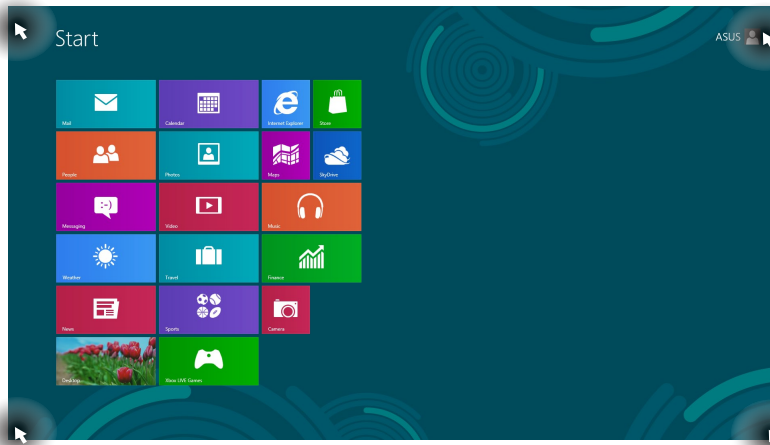 Start
ASUS
Mail
Calendar
Internet Explorer
Store
People
Photos
Maps
SkyDrive
Messaging
:-)
Video
Music
Weather
Travel
Finance
News
Sports
Camera
Desktop
Xbox LIVE Games